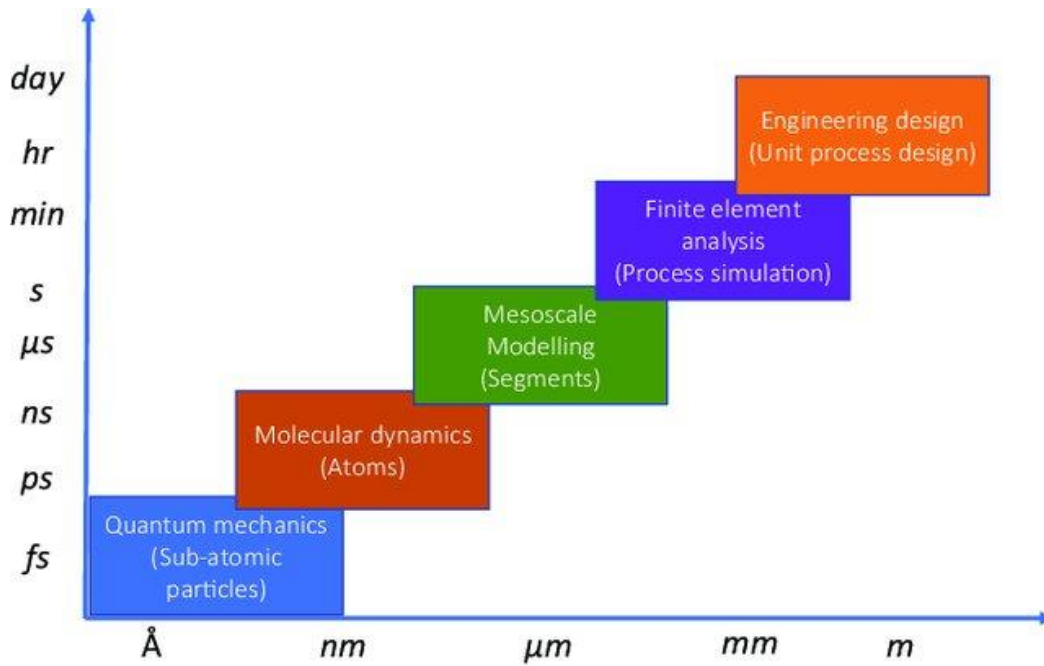 day
hr
min
s
µs
ns
ps
fs
Engineering design
(Unit process design)
Finite element
analysis
(Process simulation)
Mesoscale
Modelling
(Segments)
Molecular dynamics
(Atoms)
Quantum mechanics
(Sub-atomic
particles)
Å
nm
µm
mm
m